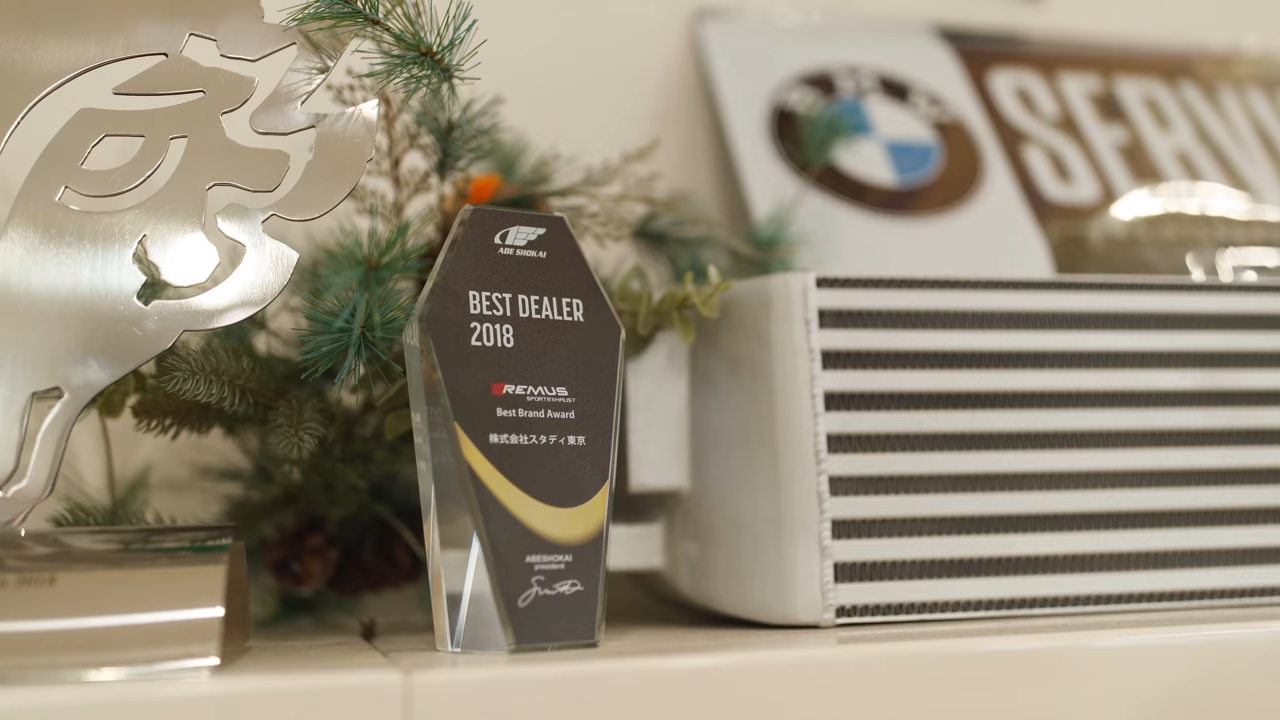 ABE SHOKAI
BEST DEALER
2018
REMUS
SPORTEXHAUST
Best Brand Award
株式会社スタディ東京
ABESHOKAI
president
BMW